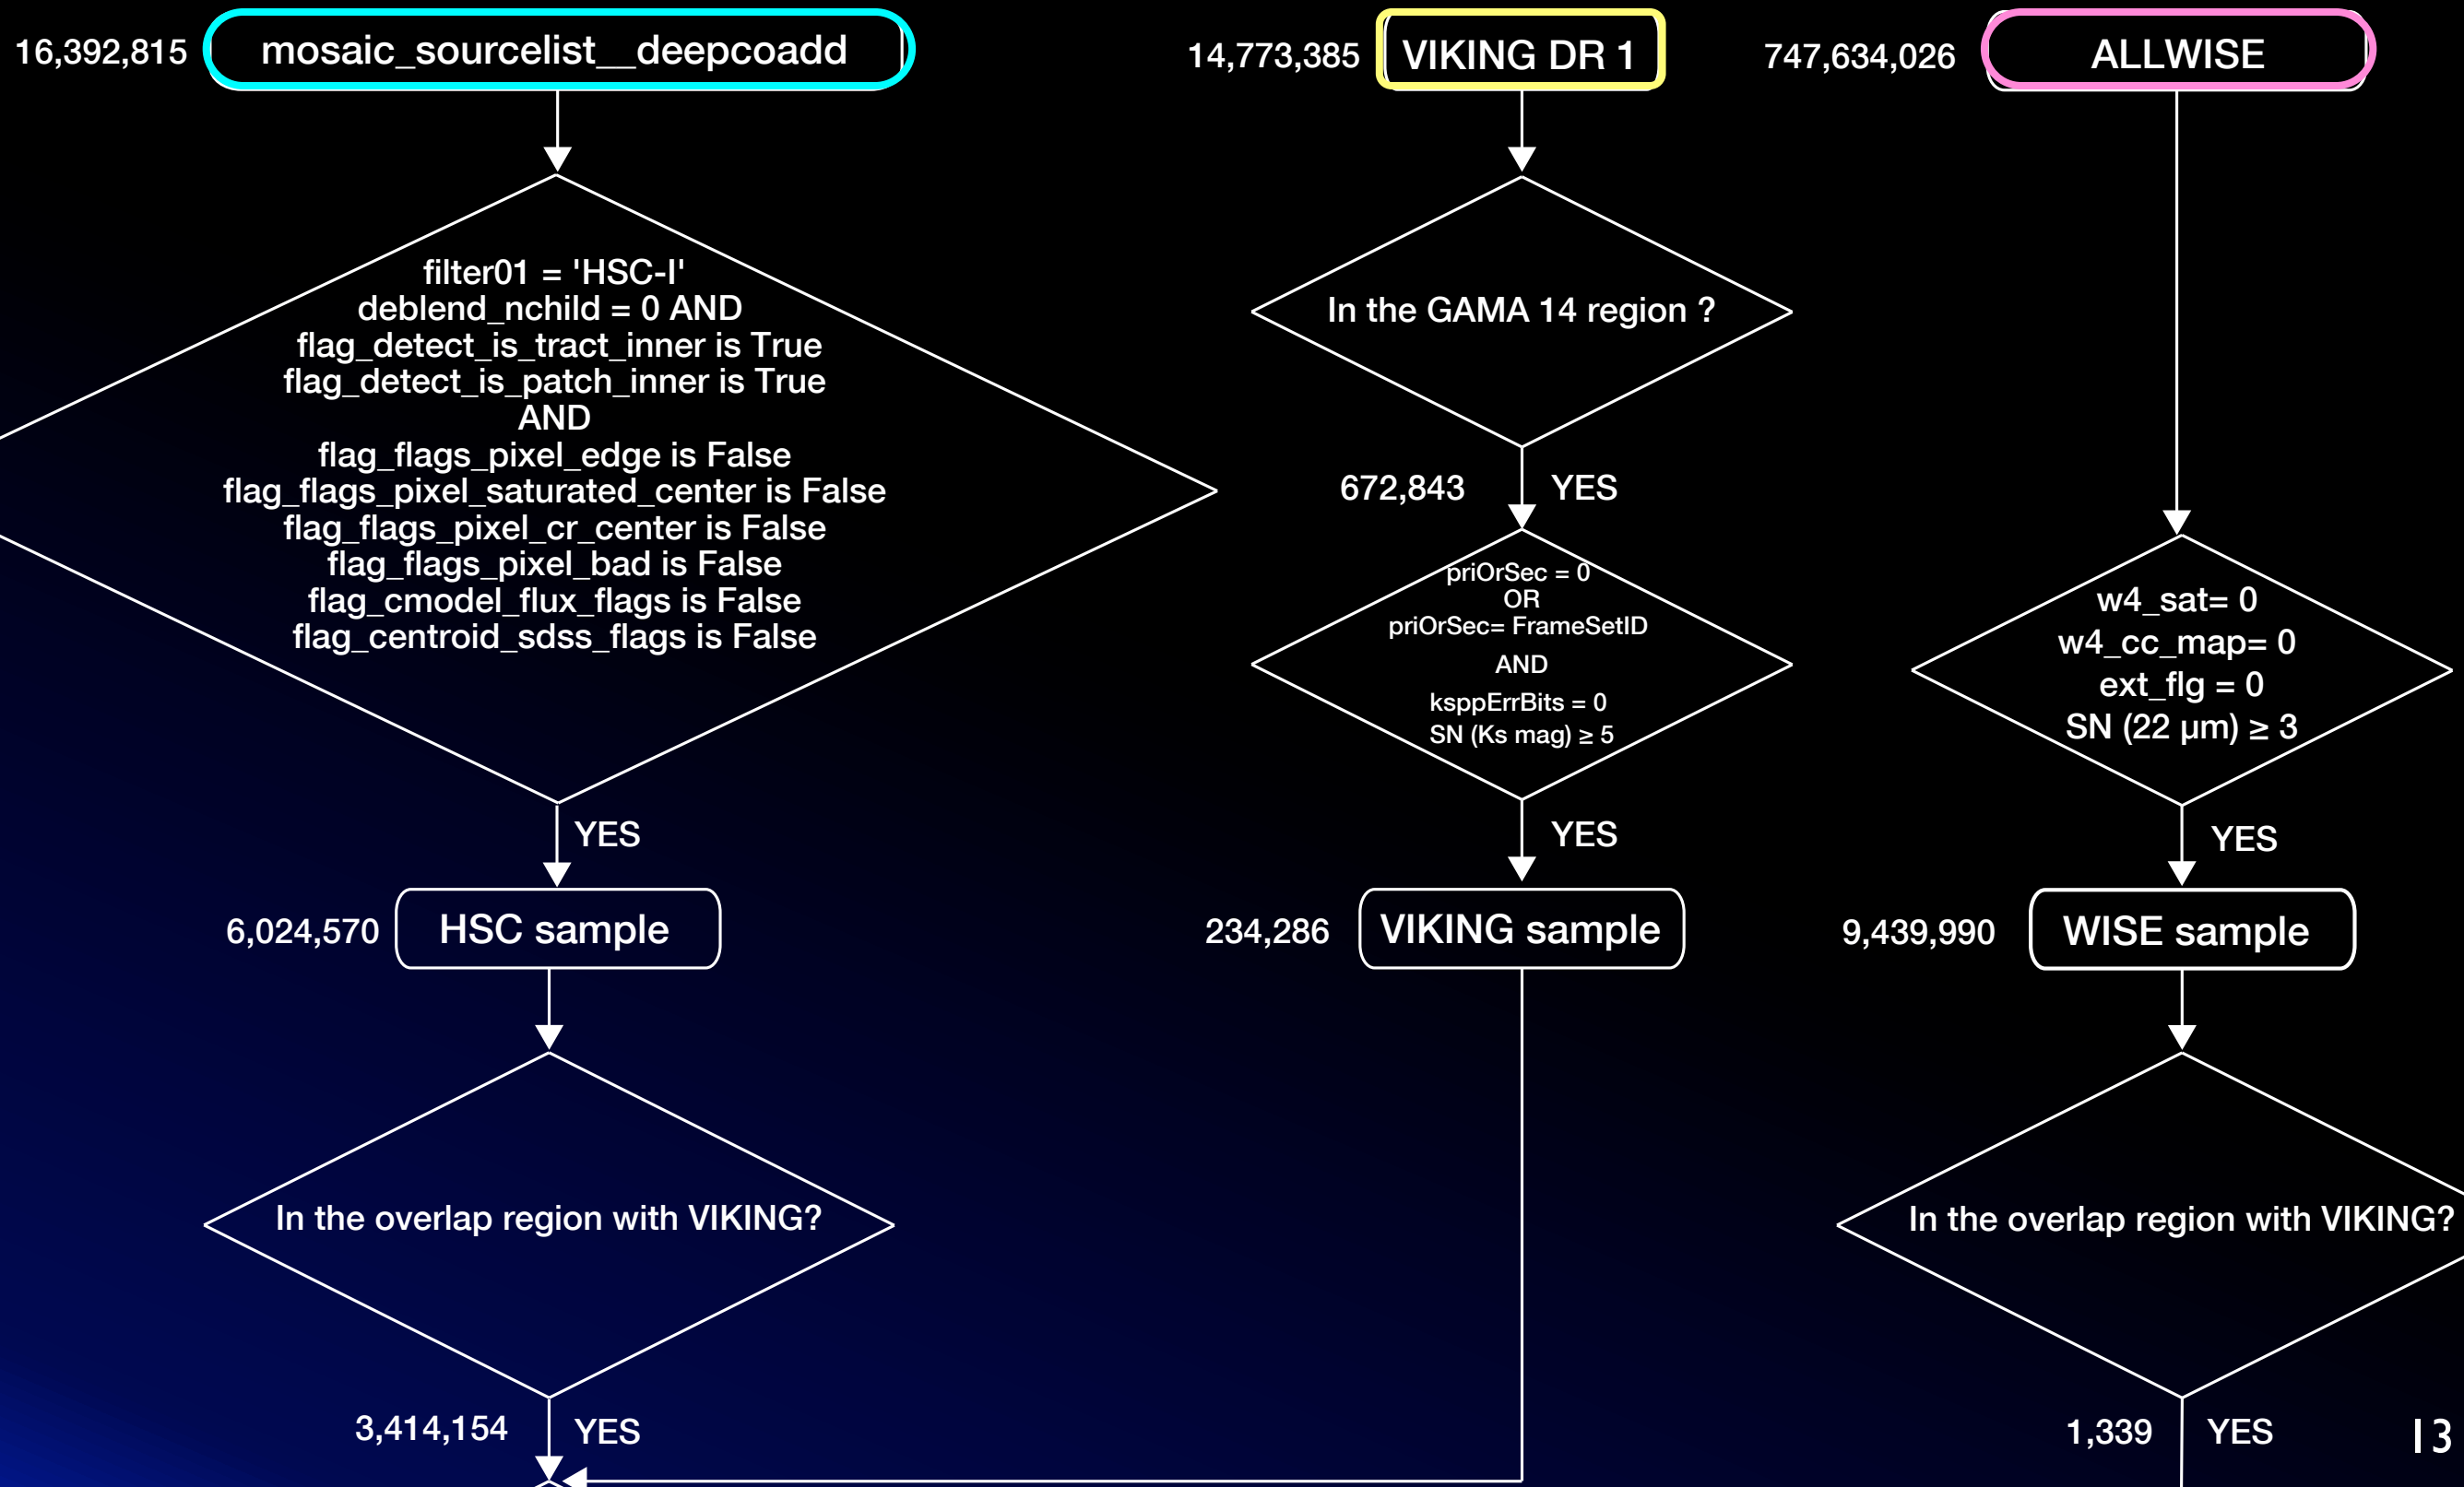 16,392,815
mosaic_sourcelist__deepcoadd
filter01 = 'HSC-I'
deblend_nchild = 0 AND
flag_detect_is_tract_inner is True
flag_detect_is_patch_inner is True
AND
flag_flags_pixel_edge is False
flag_flags_pixel_saturated_center is False
flag_flags_pixel_cr_center is False
flag_flags_pixel_bad is False
flag_cmodel_flux_flags is False
flag_centroid_sdss_flags is False
YES
6,024,570
HSC sample
In the overlap region with VIKING?
3,414,154
YES
14,773,385
VIKING DR 1
In the GAMA 14 region ?
672,843
YES
priOrSec = 0
OR
priOrSec= FrameSetID
AND
ksppErrBits = 0
SN (Ks mag) ≥ 5
YES
234,286
VIKING sample
747,634,026
ALLWISE
w4_sat= 0
w4_cc_map= 0
ext_flg = 0
SN (22 μm) ≥ 3
YES
9,439,990
WISE sample
In the overlap region with VIKING?
1,339
YES
13